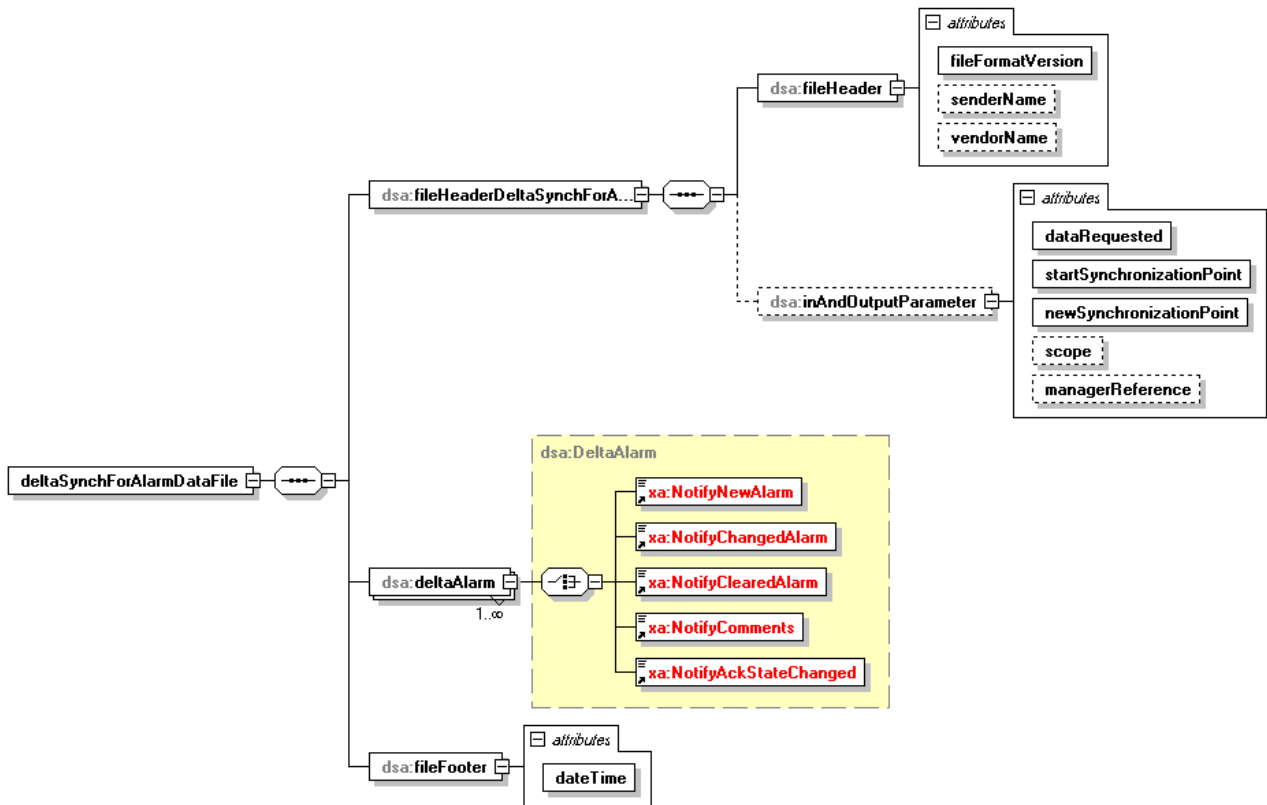 attributes
fileFormatVersion
senderName
vendorName
dsa:fileHeader
dsa:fileHeaderDeltaSynchForA...
attributes
dataRequested
startSynchronizationPoint
newSynchronizationPoint
scope
managerReference
dsa:inAndOutputParameter
deltaSynchForAlarmDataFile
dsa:DeltaAlarm
xa:NotifyNewAlarm
xa:NotifyChangedAlarm
xa:NotifyClearedAlarm
xa:NotifyComments
xa:NotifyAckStateChanged
dsa:deltaAlarm
1..∞
dsa:fileFooter
attributes
dateTime